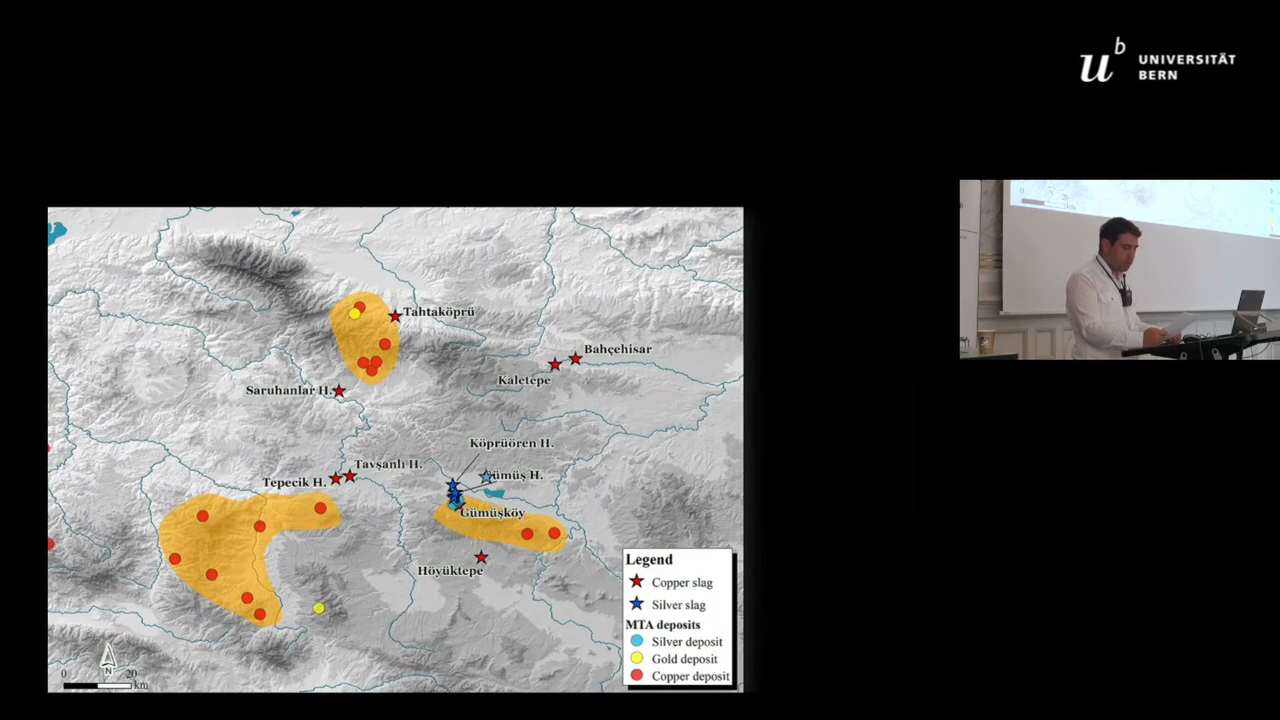 u^b
UNIVERSITÄT
BERN
Tahtaköprü
Bahçehisar
Kaletepe
Saruhanlar H.
Köprüören H.
Tavşanlı H.
Gümüş H.
Tepecik H.
Gümüşköy
Höyüktepe
Legend
Copper slag
Silver slag
MTA deposits
Silver deposit
Gold deposit
Copper deposit
N
0 20
km